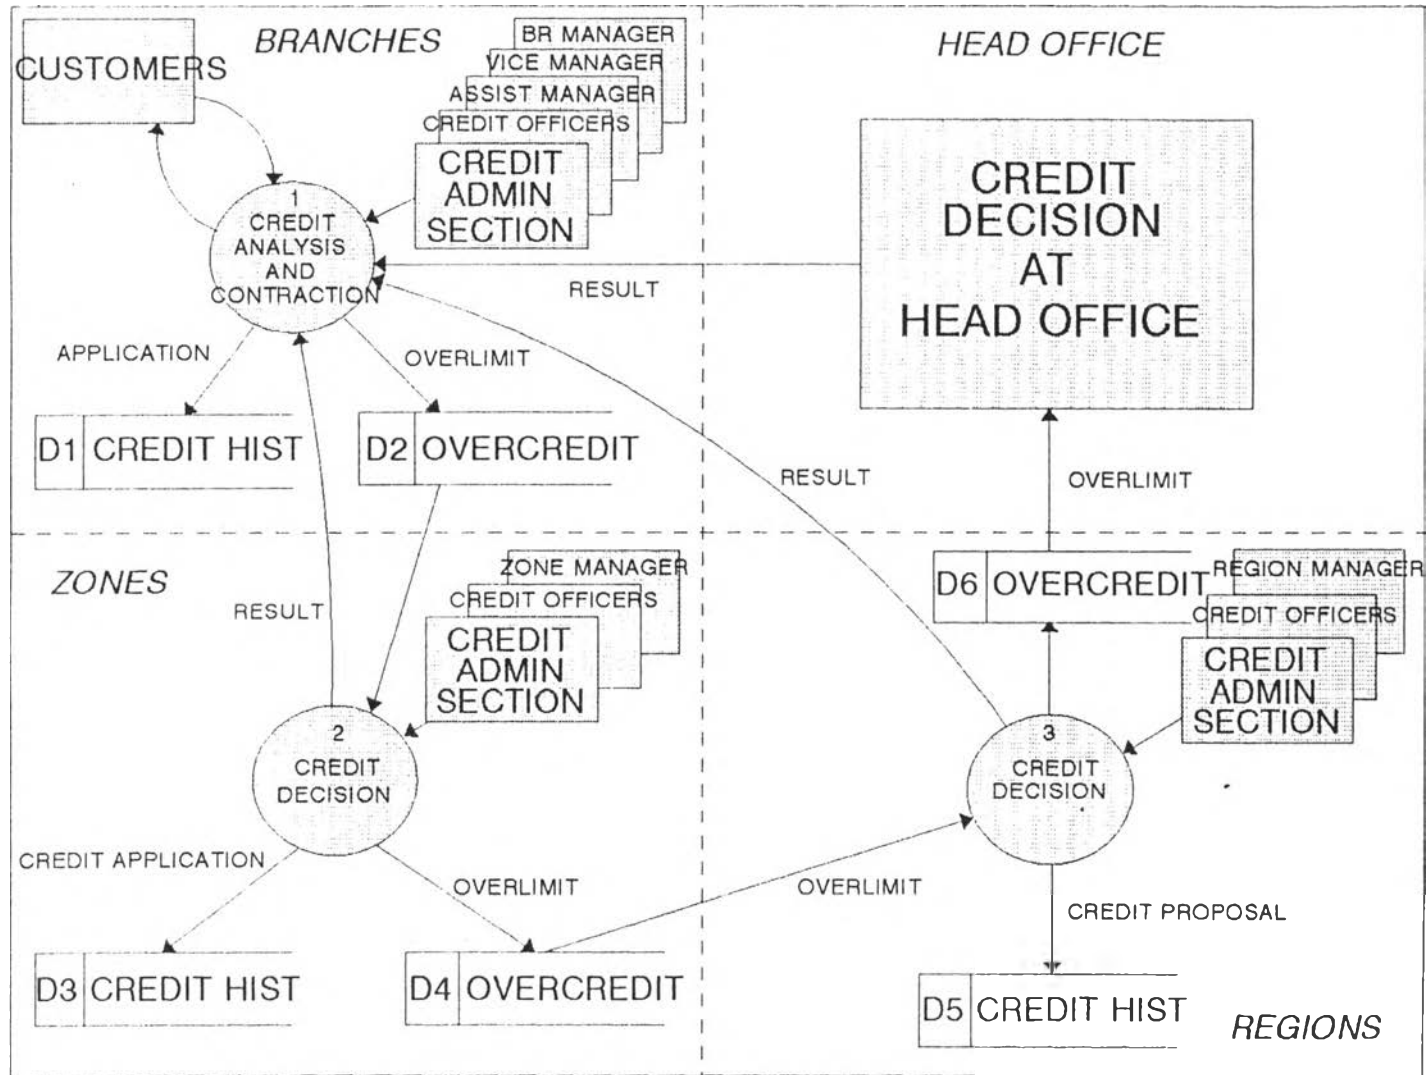 BRANCHES
CUSTOMERS
BR MANAGER
VICE MANAGER
ASSIST MANAGER
CREDIT OFFICERS
CREDIT
ADMIN
SECTION
1
CREDIT
ANALYSIS
AND
CONTRACTION
APPLICATION
OVERLIMIT
D1 CREDIT HIST
D2 OVERCREDIT
HEAD OFFICE
CREDIT
DECISION
AT
HEAD OFFICE
RESULT
RESULT
OVERLIMIT
ZONES
RESULT
ZONE MANAGER
CREDIT OFFICERS
CREDIT
ADMIN
SECTION
2
CREDIT
DECISION
CREDIT APPLICATION
OVERLIMIT
D3 CREDIT HIST
D4 OVERCREDIT
D6 OVERCREDIT
REGION MANAGER
CREDIT OFFICERS
CREDIT
ADMIN
SECTION
3
CREDIT
DECISION
OVERLIMIT
CREDIT PROPOSAL
D5 CREDIT HIST
REGIONS